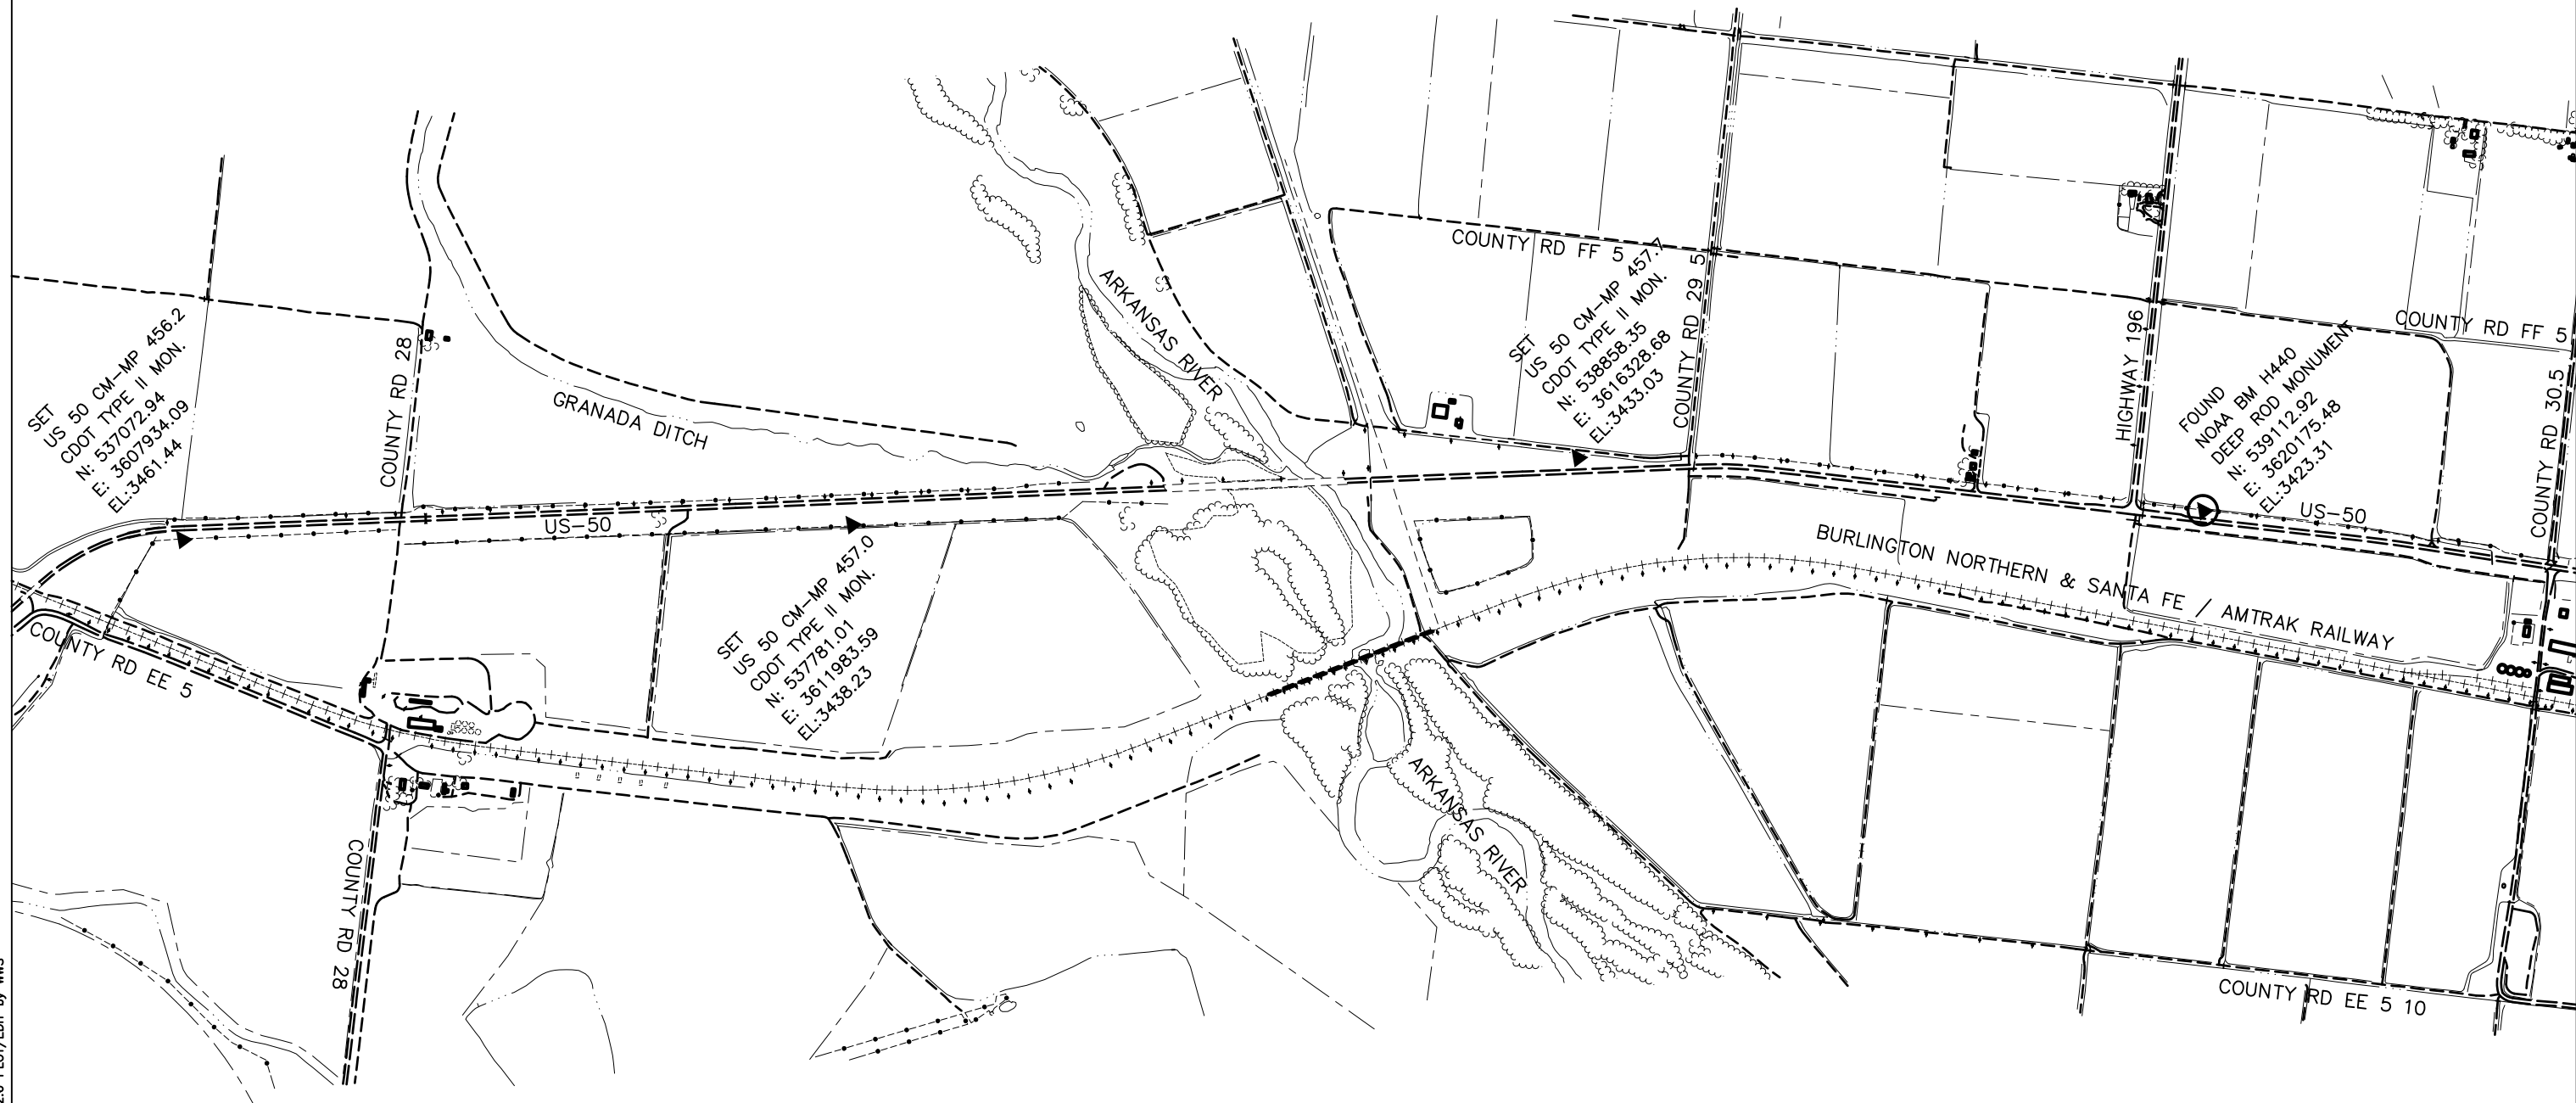 SET
US 50 CM-MP 456.2
CDOT TYPE II MON.
N: 537072.94
E: 3607934.09
EL:3461.44
COUNTY RD 28
GRANADA DITCH
US-50
COUNTY RD EE 5
COUNTY RD 28
SET
US 50 CM-MP 457.0
CDOT TYPE II MON.
N: 537781.01
E: 3611983.59
EL:3438.23
ARKANSAS RIVER
ARKANSAS RIVER
COUNTY RD FF 5
SET
US 50 CM-MP 457.7
CDOT TYPE II MON.
N: 538858.35
E: 3616328.68
EL:3433.03
COUNTY RD 29 5
HIGHWAY 196
FOUND
NOAA BM H440
DEEP ROD MONUMENT
N: 539112.92
E: 3620175.48
EL:3423.31
US-50
COUNTY RD FF 5
COUNTY RD 30.5
BURLINGTON NORTHERN & SANTA FE / AMTRAK RAILWAY
COUNTY RD EE 5 10